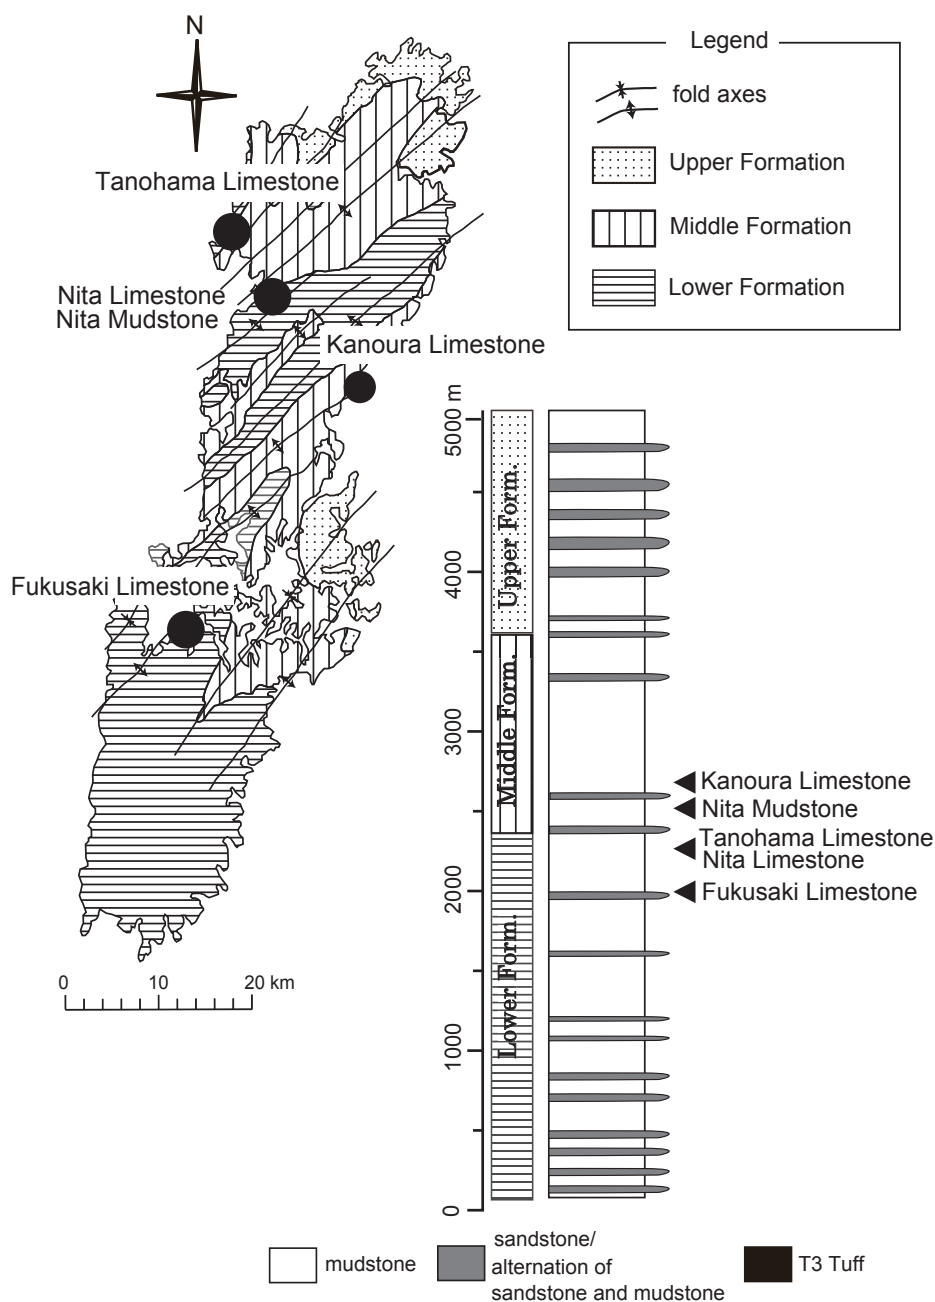 N
Legend
fold axes
Upper Formation
Middle Formation
Lower Formation
Tanohama Limestone
Nita Limestone
Nita Mudstone
Kanoura Limestone
Fukusaki Limestone
0 10 20 km
5000 m
4000
3000
2000
1000
0
Upper Form.
Middle Form.
Lower Form.
Kanoura Limestone
Nita Mudstone
Tanohama Limestone
Nita Limestone
Fukusaki Limestone
mudstone
sandstone/
alternation of
sandstone and mudstone
T3 Tuff